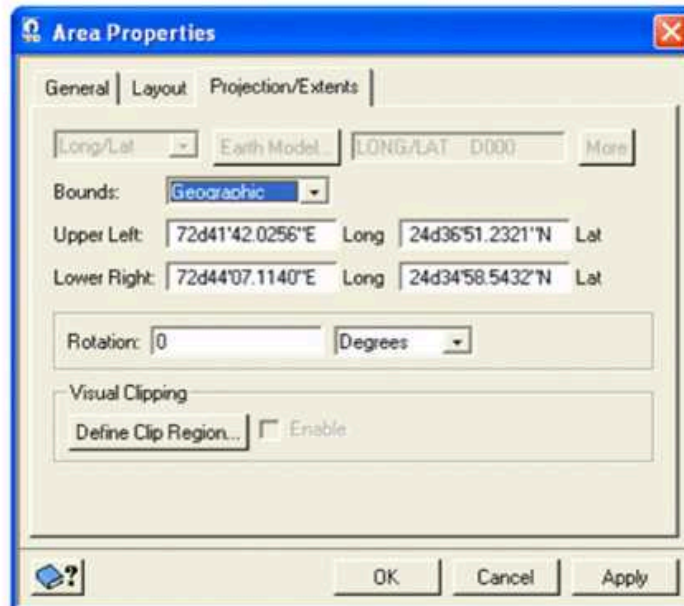 Area Properties
General Layout Projection/Extents
Long/Lat Earth Model... LONG/LAT D000 More
Bounds: Geographic
Upper Left: 72d41'42.0256"E Long 24d36'51.2321"N Lat
Lower Right: 72d44'07.1140"E Long 24d34'58.5432"N Lat
Rotation: 0 Degrees
Visual Clipping
Define Clip Region... Enable
? OK Cancel Apply